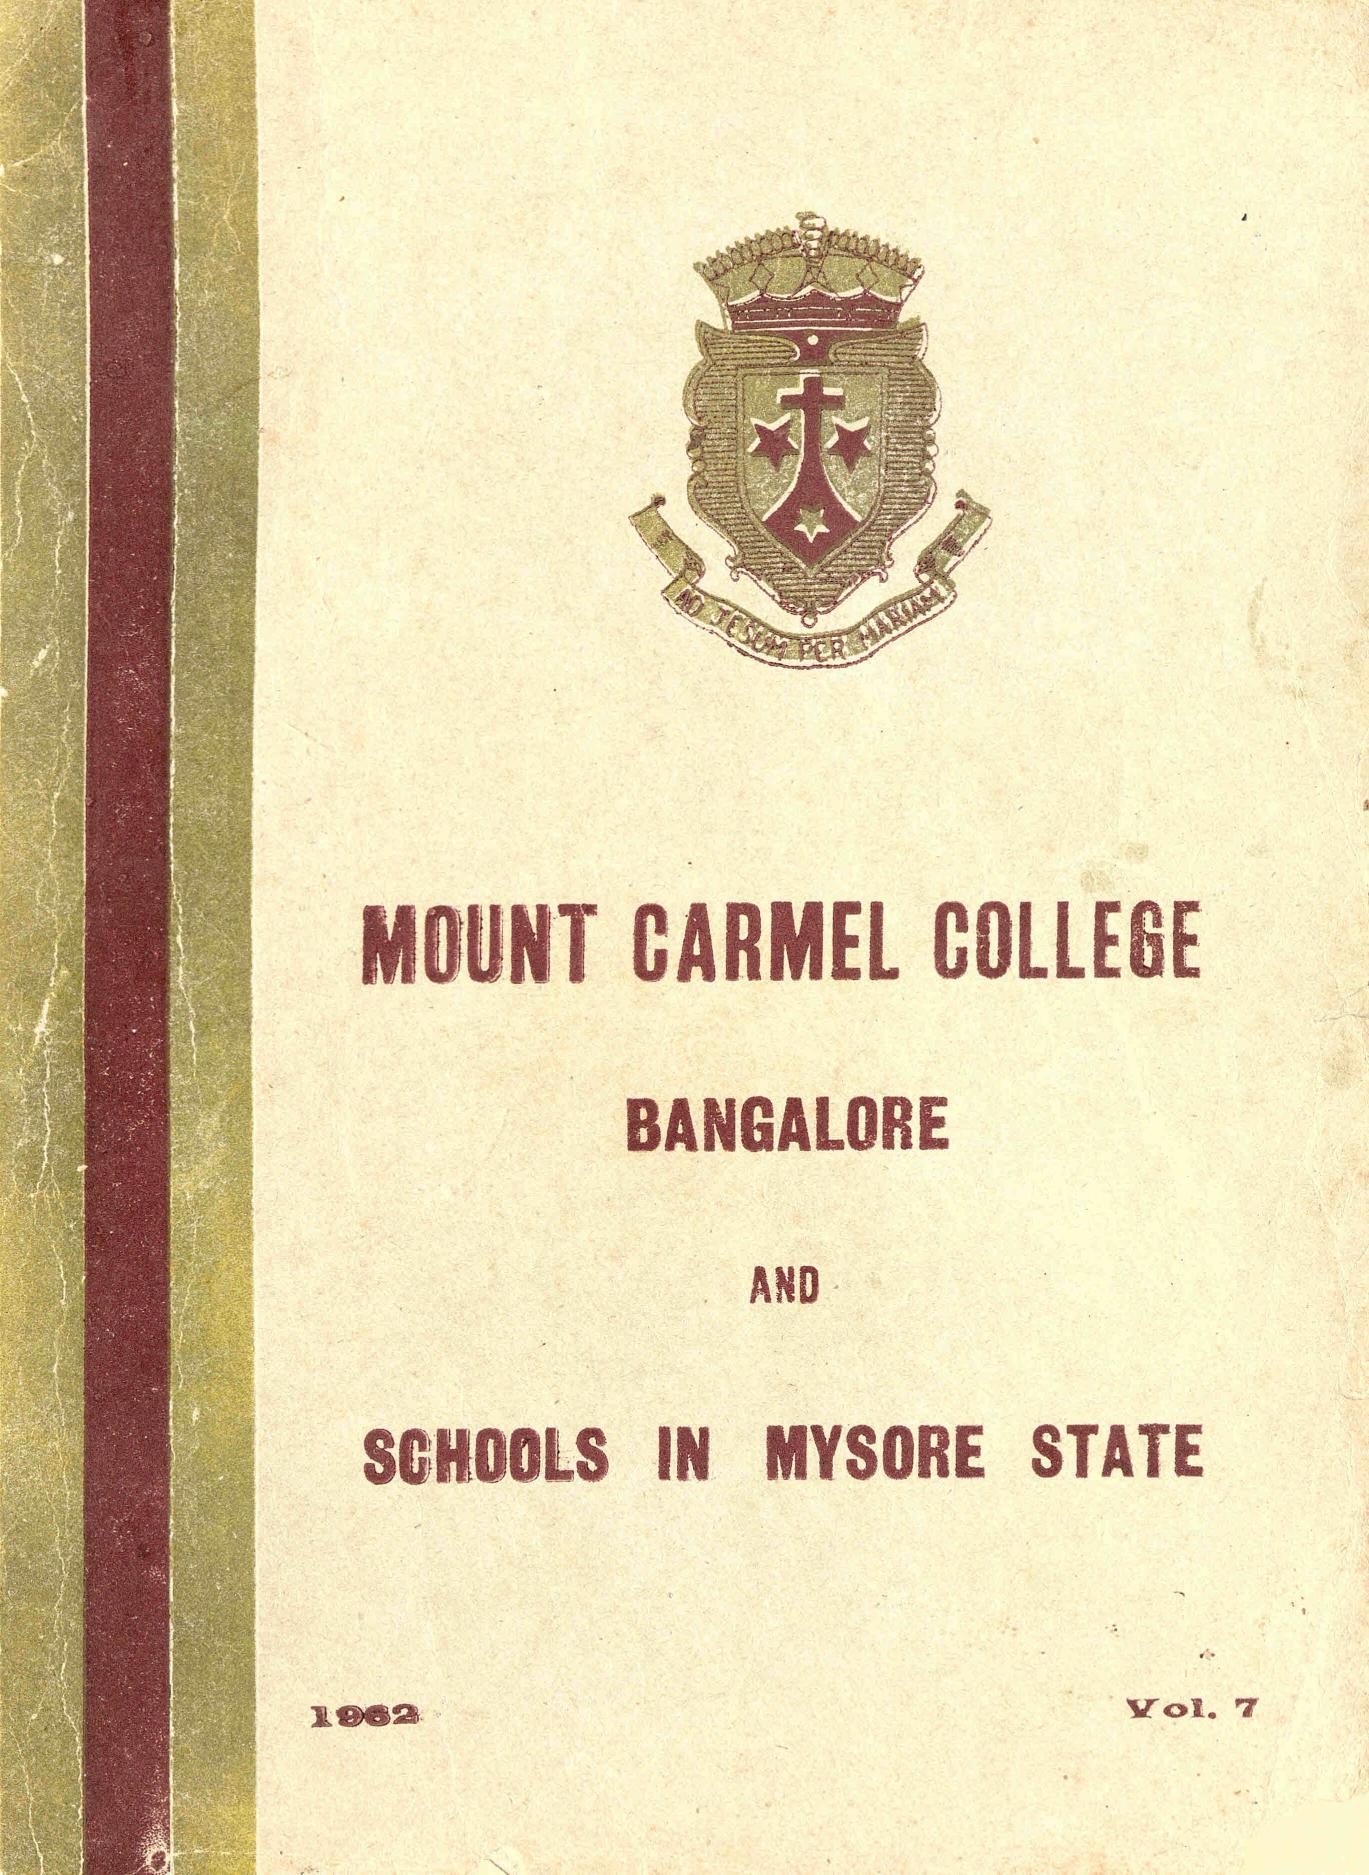 AD JESUM PER MARIAM
MOUNT CARMEL COLLEGE
BANGALORE
AND
SCHOOLS IN MYSORE STATE
1962 Vol. 7